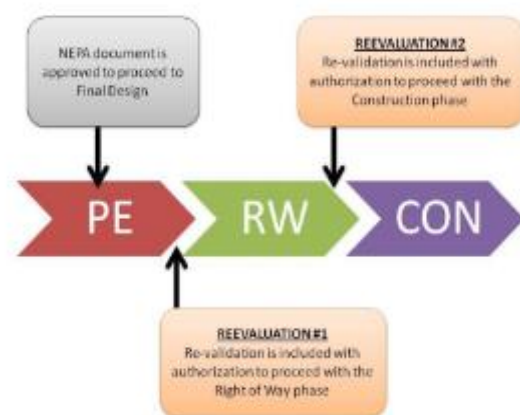 NEPA document is
approved to proceed to
Final Design
REEVALUATION #2
Re-validation is included with
authorization to proceed with the
Construction phase
PE
RW
CON
REEVALUATION #1
Re-validation is included with
authorization to proceed with the
Right of Way phase